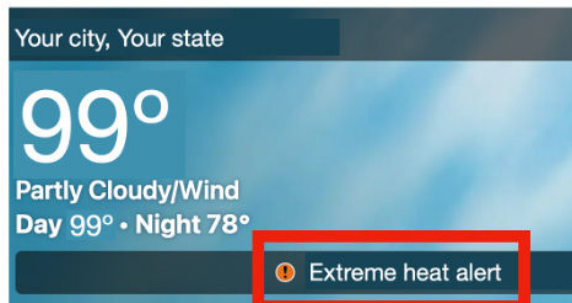 Your city, Your state
99°
Partly Cloudy/Wind
Day 99° • Night 78°
Extreme heat alert